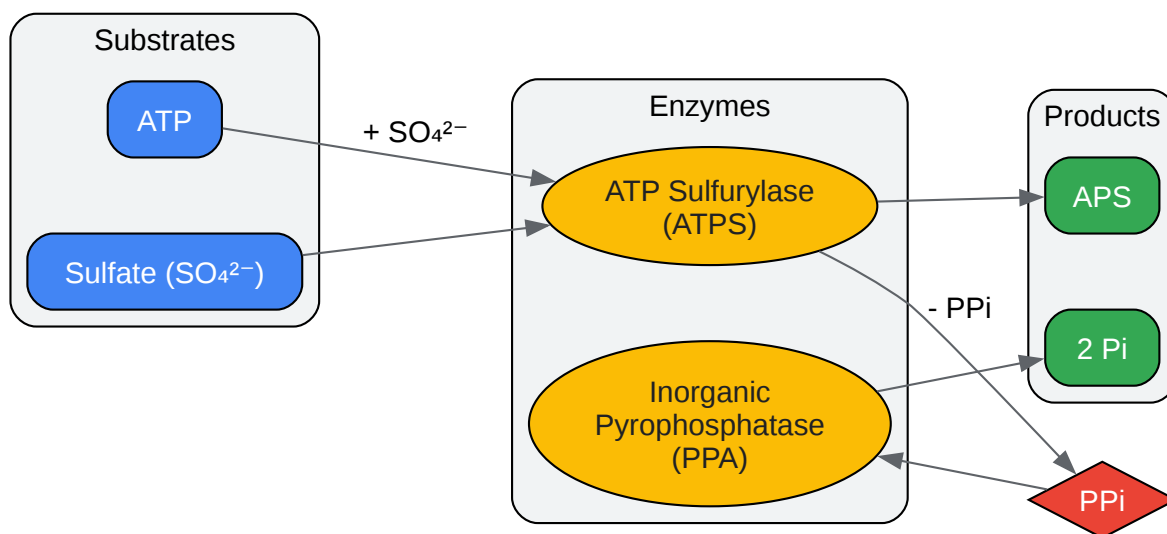 Substrates
ATP
Sulfate (SO₄²⁻)
+ SO₄²⁻
Enzymes
ATP Sulfurylase
(ATPS)
Inorganic
Pyrophosphatase
(PPA)
- PPi
Products
APS
2 Pi
PPi